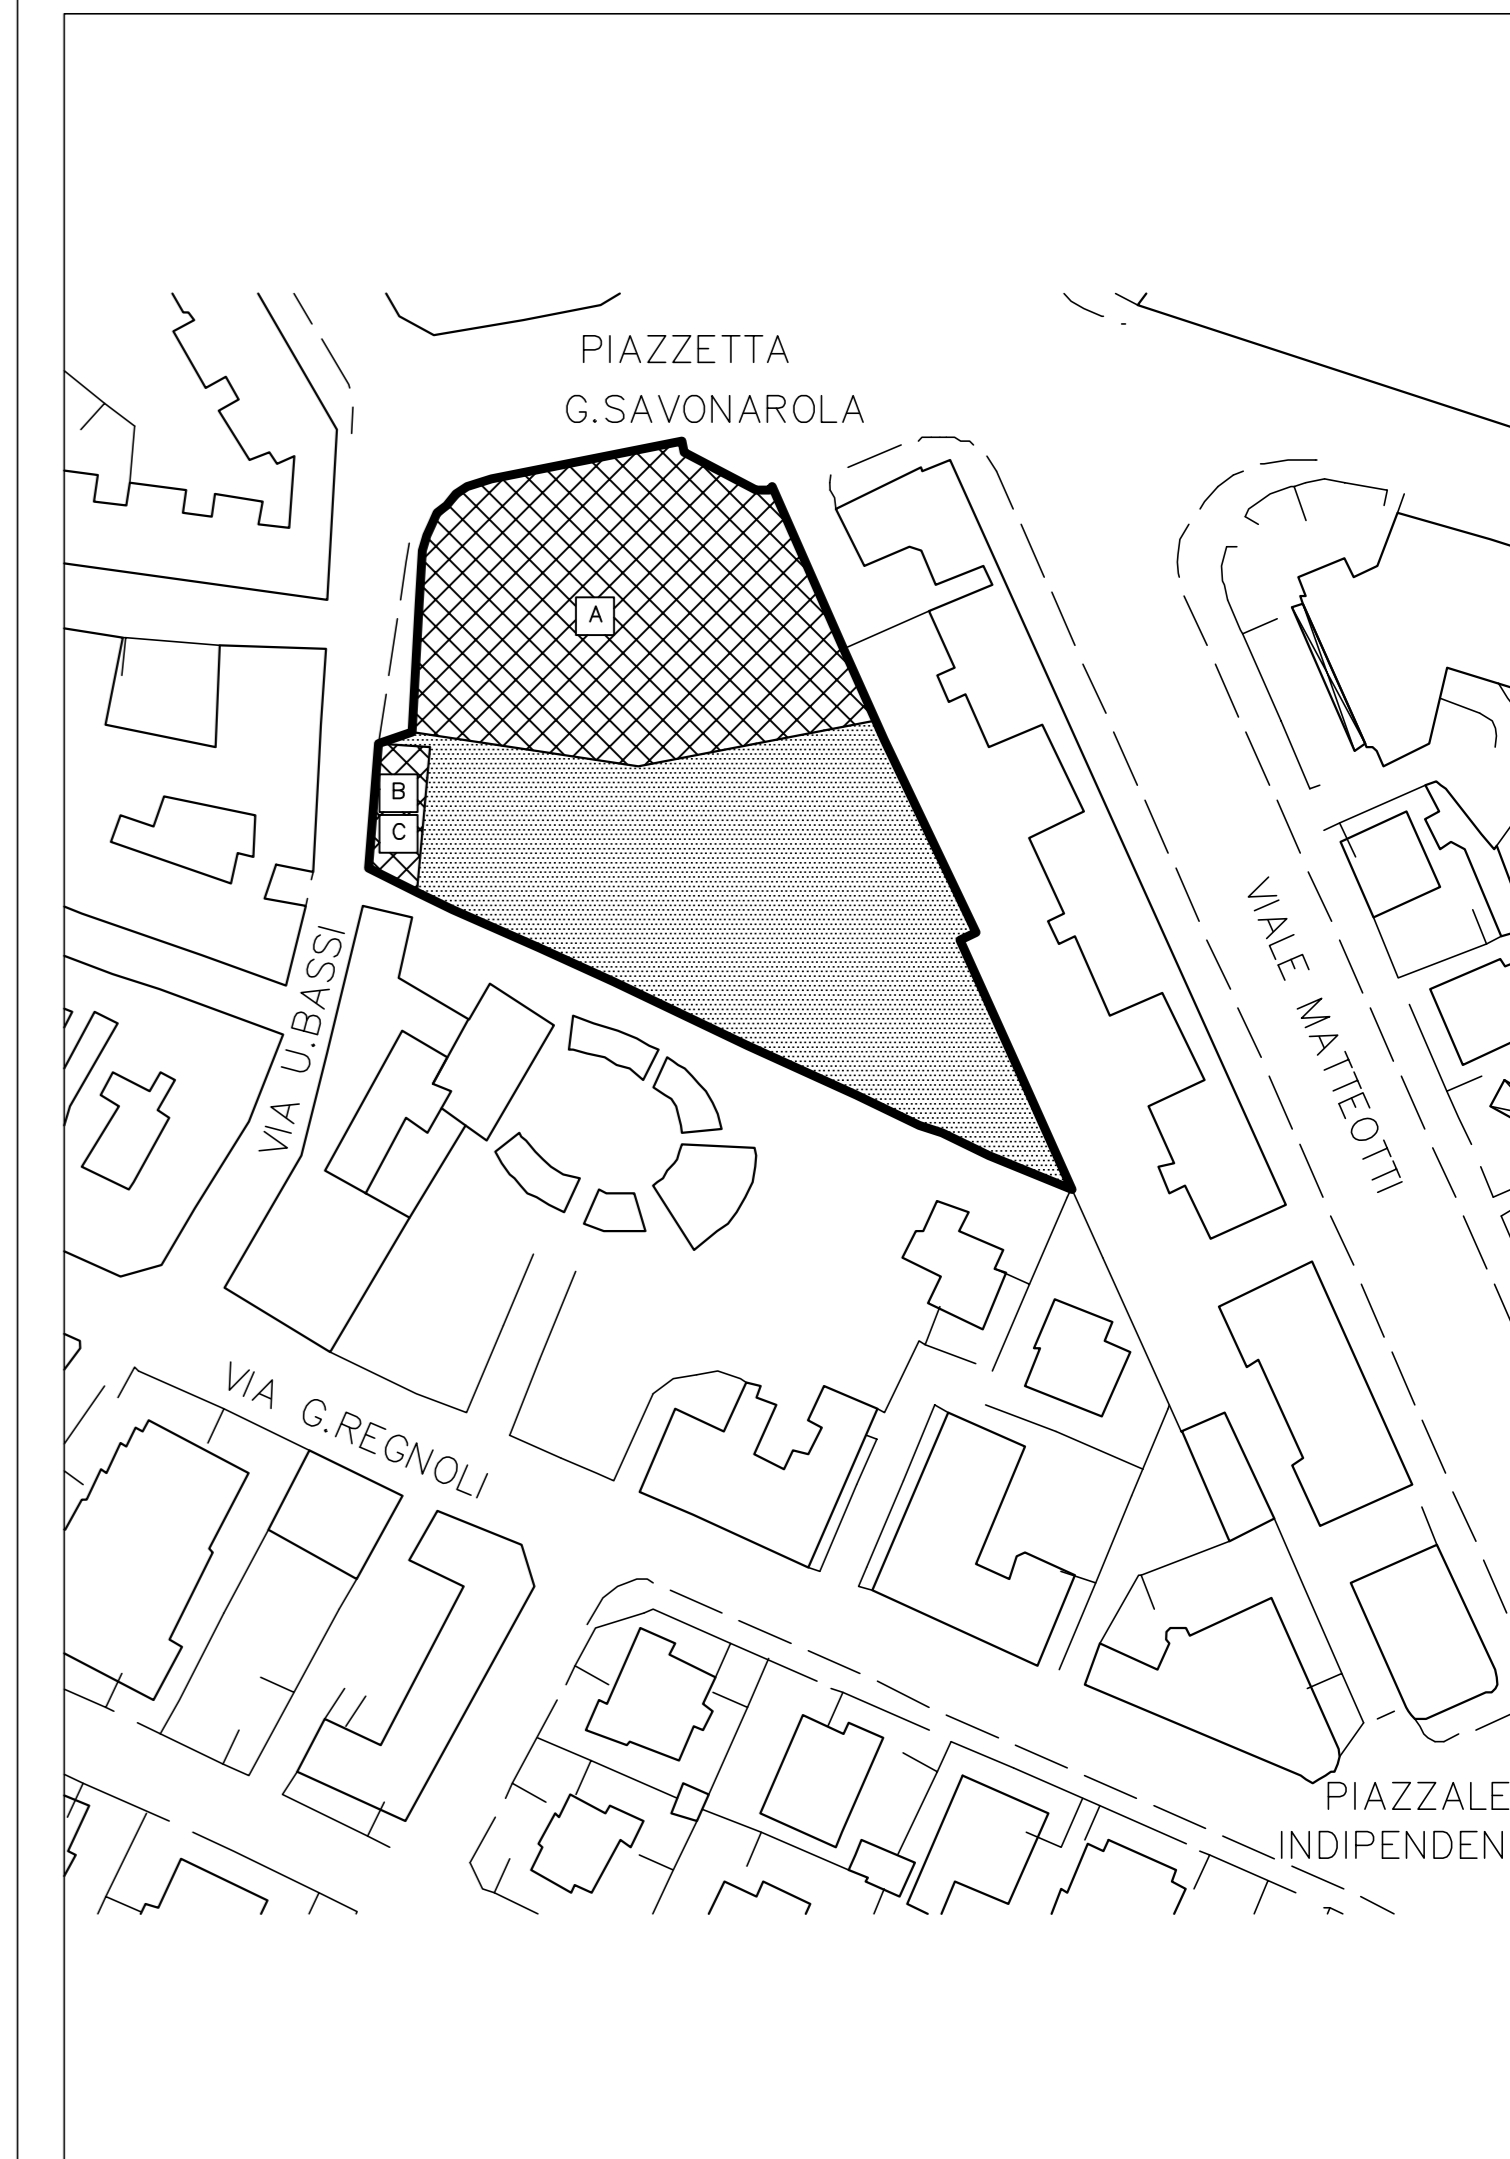 PIAZZETTA
G.SAVONAROLA
A
B
C
VIA U.BASSI
VIALE MATTEOTTI
VIA G.REGNOLI
PIAZZALE
INDIPENDEN